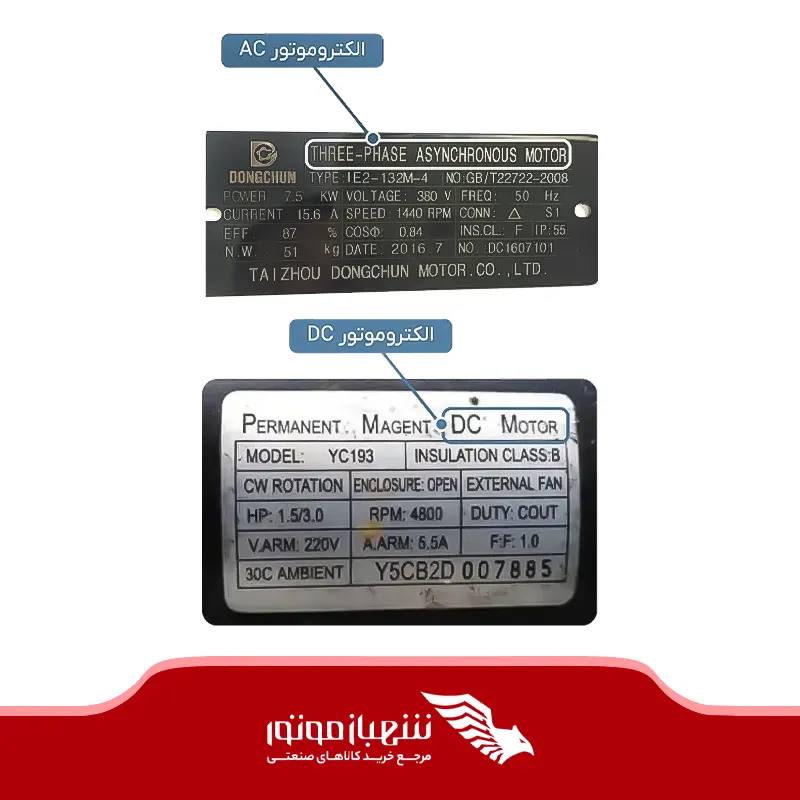 الکتروموتور AC
DONGCHUN
THREE-PHASE ASYNCHRONOUS MOTOR
TYPE: IE2-132M-4 NO:GB/T22722-2008
POWER 7.5 KW VOLTAGE: 380 V FREQ: 50 Hz
CURRENT 15.6 A SPEED 1440 RPM CONN: △ S1
EFF 87 % COSΦ: 0.84 INS.CL: F IP:55
N.W. 51 kg DATE: 2016.7 NO. DC1607101
TAIZHOU DONGCHUN MOTOR.CO.,LTD.
الکتروموتور DC
PERMANENT MAGENT DC MOTOR
MODEL: YC193 INSULATION CLASS:B
CW ROTATION ENCLOSURE: OPEN EXTERNAL FAN
HP: 1.5/3.0 RPM: 4800 DUTY: COUT
V.ARM: 220V A.ARM: 5.5A F:F: 1.0
30C AMBIENT Y5CB2D 007885
شهباز موتور
مرجع خرید کالاهای صنعتی